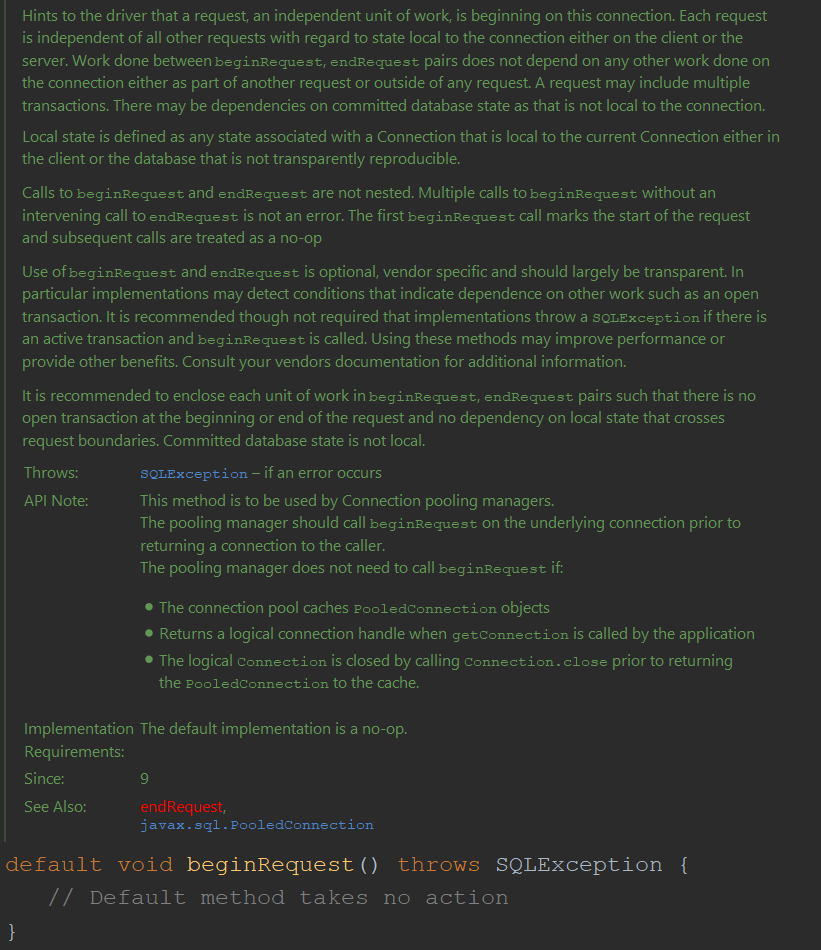 Hints to the driver that a request, an independent unit of work, is beginning on this connection. Each request
is independent of all other requests with regard to state local to the connection either on the client or the
server. Work done between beginRequest, endRequest pairs does not depend on any other work done on
the connection either as part of another request or outside of any request. A request may include multiple
transactions. There may be dependencies on committed database state as that is not local to the connection.
Local state is defined as any state associated with a Connection that is local to the current Connection either in
the client or the database that is not transparently reproducible.
Calls to beginRequest and endRequest are not nested. Multiple calls to beginRequest without an
intervening call to endRequest is not an error. The first beginRequest call marks the start of the request
and subsequent calls are treated as a no-op
Use of beginRequest and endRequest is optional, vendor specific and should largely be transparent. In
particular implementations may detect conditions that indicate dependence on other work such as an open
transaction. It is recommended though not required that implementations throw a SQLException if there is
an active transaction and beginRequest is called. Using these methods may improve performance or
provide other benefits. Consult your vendors documentation for additional information.
It is recommended to enclose each unit of work in beginRequest, endRequest pairs such that there is no
open transaction at the beginning or end of the request and no dependency on local state that crosses
request boundaries. Committed database state is not local.
Throws: SQLException – if an error occurs
API Note: This method is to be used by Connection pooling managers.
The pooling manager should call beginRequest on the underlying connection prior to
returning a connection to the caller.
The pooling manager does not need to call beginRequest if:
• The connection pool caches PooledConnection objects
• Returns a logical connection handle when getConnection is called by the application
• The logical Connection is closed by calling Connection.close prior to returning
the PooledConnection to the cache.
Implementation The default implementation is a no-op.
Requirements:
Since: 9
See Also: endRequest,
javax.sql.PooledConnection
default void beginRequest() throws SQLException {
// Default method takes no action
}